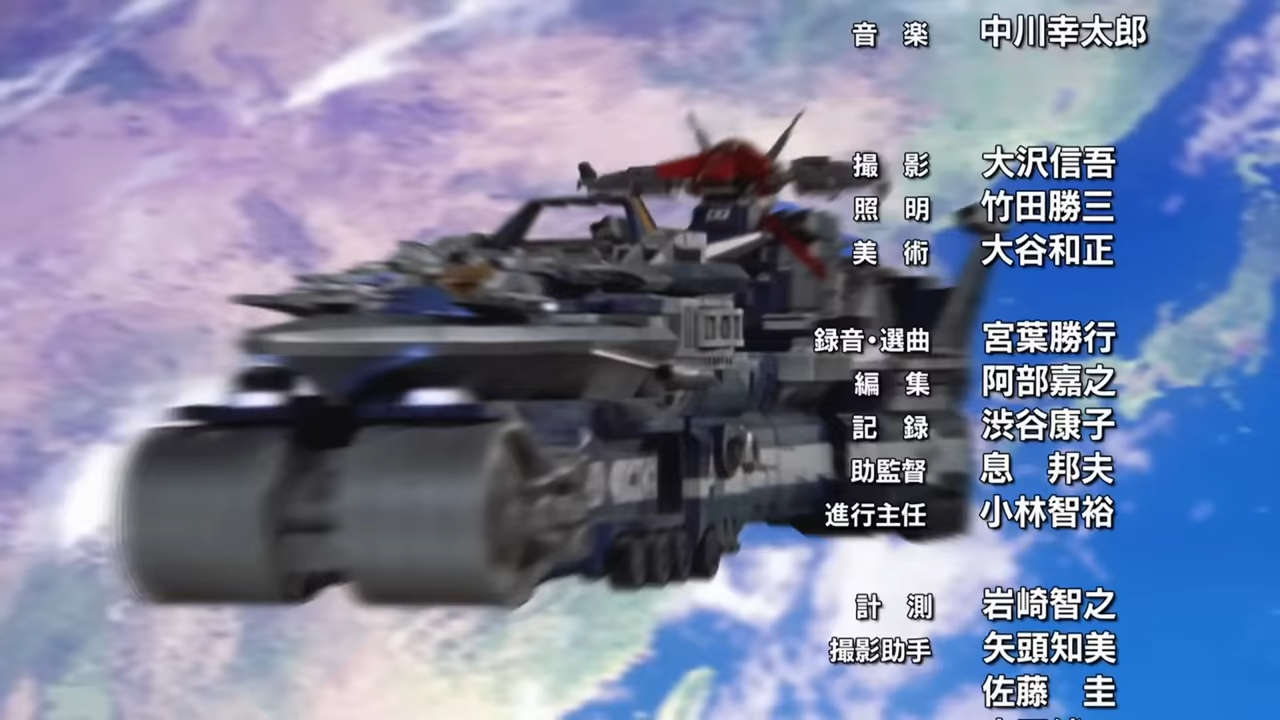 音 楽 中川幸太郎
撮 影 大沢信吾
照 明 竹田勝三
美 術 大谷和正
録音・選曲 宮葉勝行
編 集 阿部嘉之
記 録 渋谷康子
助監督 息 邦夫
進行主任 小林智裕
計 測 岩崎智之
撮影助手 矢頭知美
佐藤 圭